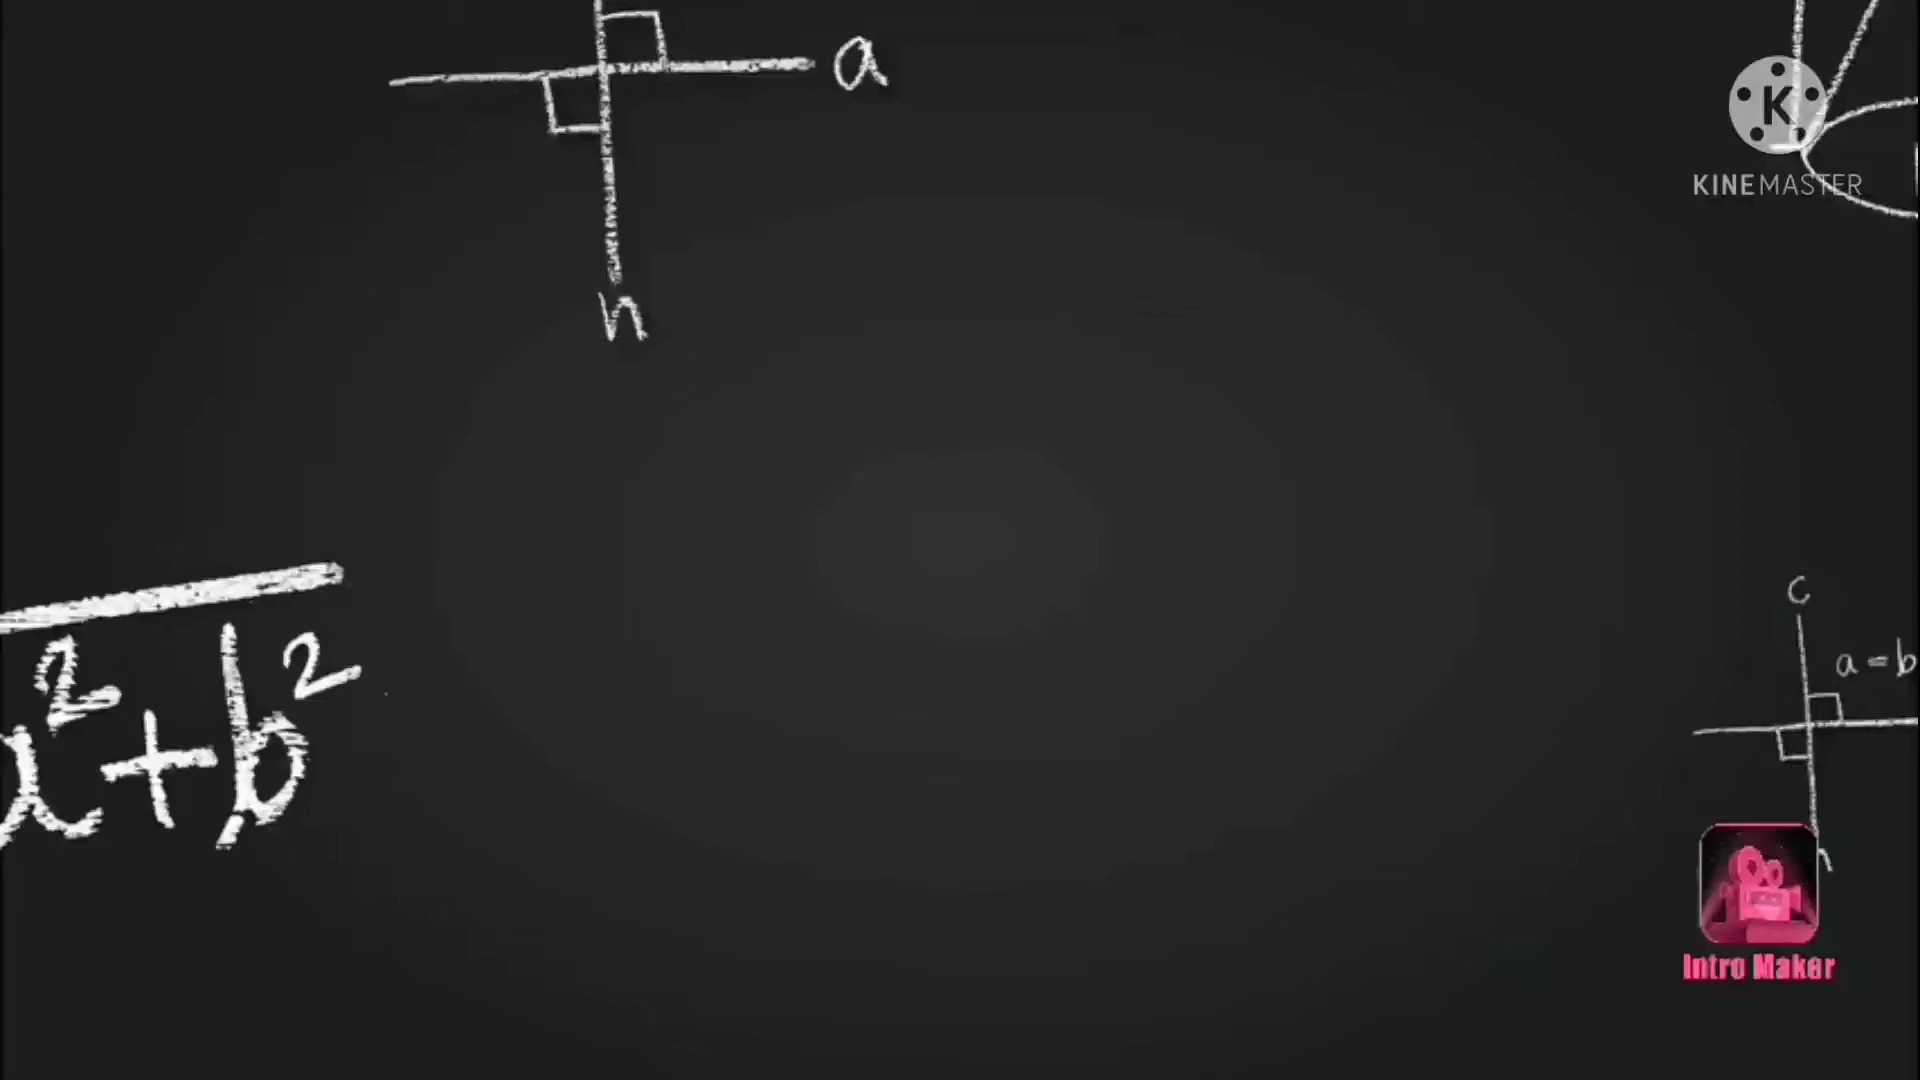 a
n
KINEMASTER
a²+b²
c
a=b
Intro Maker